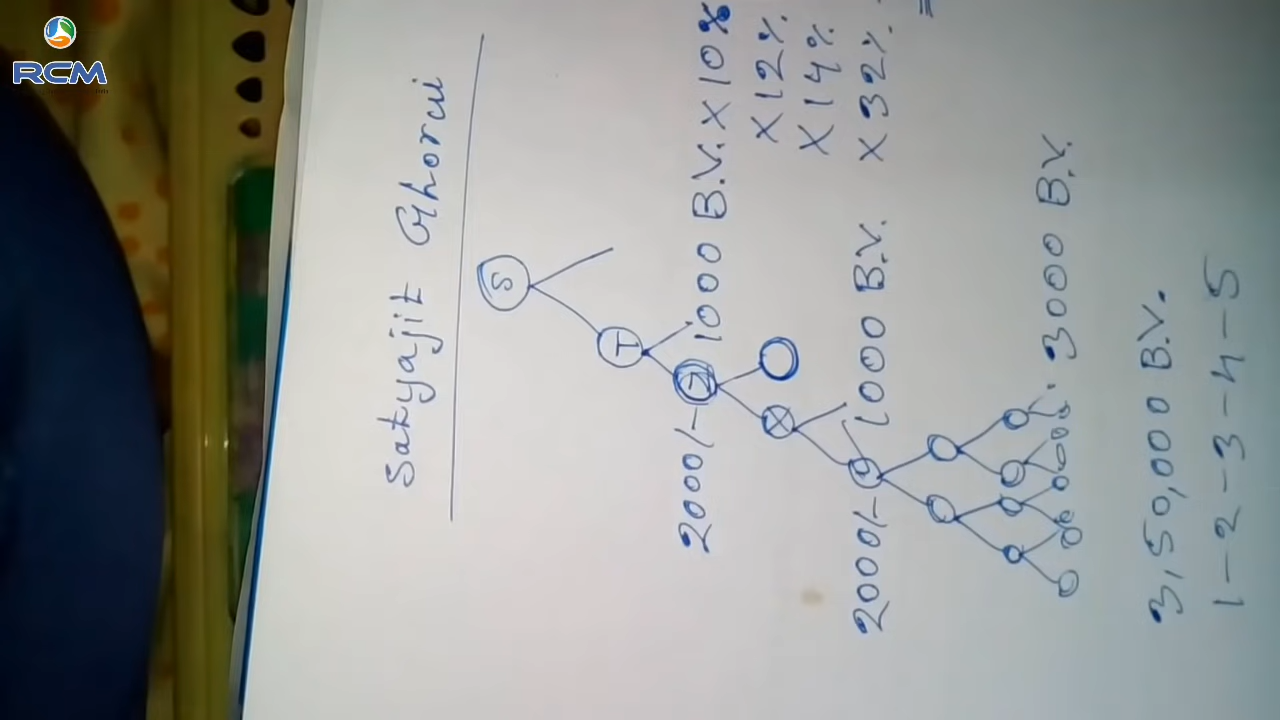 RCM
Satyajit Ghorui
S
T
2000/- 1000 B.V. X 10%
X 12%
X 14%
2000/- 1000 B.V. X 32%
3000 B.V.
3,50,000 B.V.
1-2-3-4-5